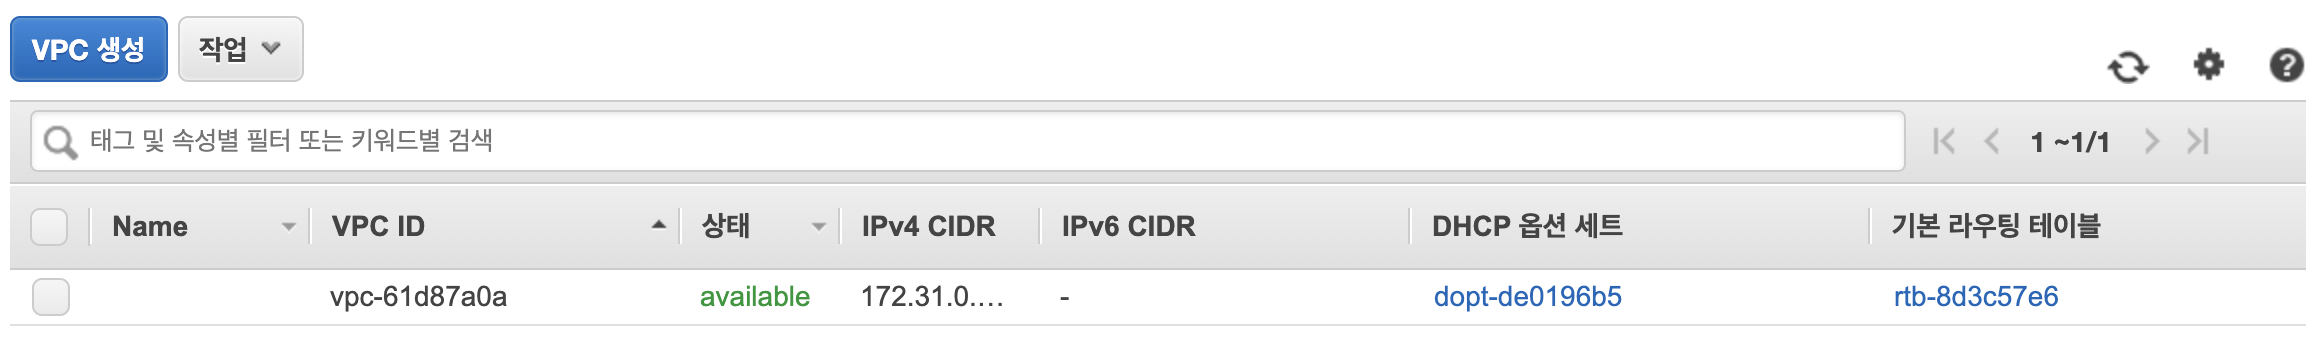 VPC 생성 작업
태그 및 속성별 필터 또는 키워드별 검색 1 ~1/1
Name VPC ID 상태 IPv4 CIDR IPv6 CIDR DHCP 옵션 세트 기본 라우팅 테이블
vpc-61d87a0a available 172.31.0.... - dopt-de0196b5 rtb-8d3c57e6